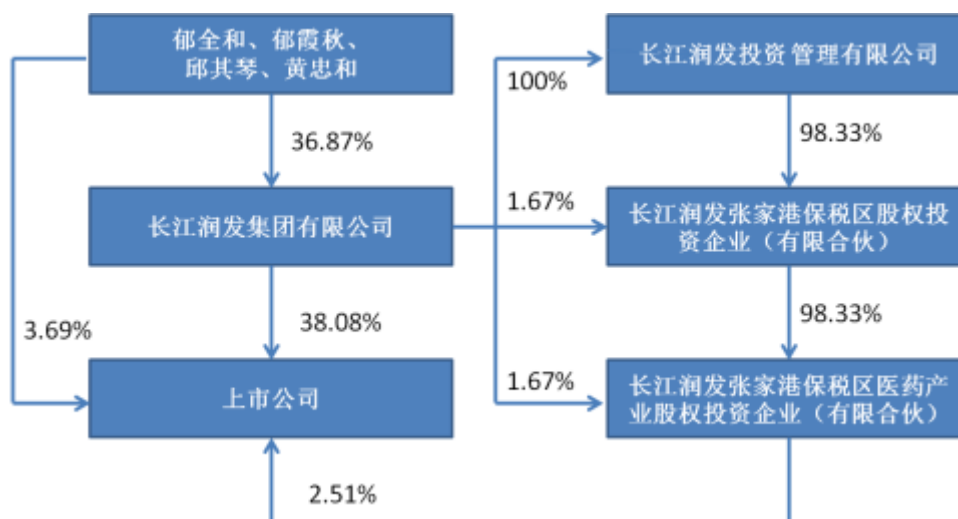 郁全和、郁霞秋、
邱其琴、黄忠和
长江润发投资管理有限公司
100%
36.87%
98.33%
长江润发集团有限公司
1.67%
长江润发张家港保税区股权投
资企业（有限合伙）
3.69%
38.08%
98.33%
上市公司
1.67%
长江润发张家港保税区医药产
业股权投资企业（有限合伙）
2.51%